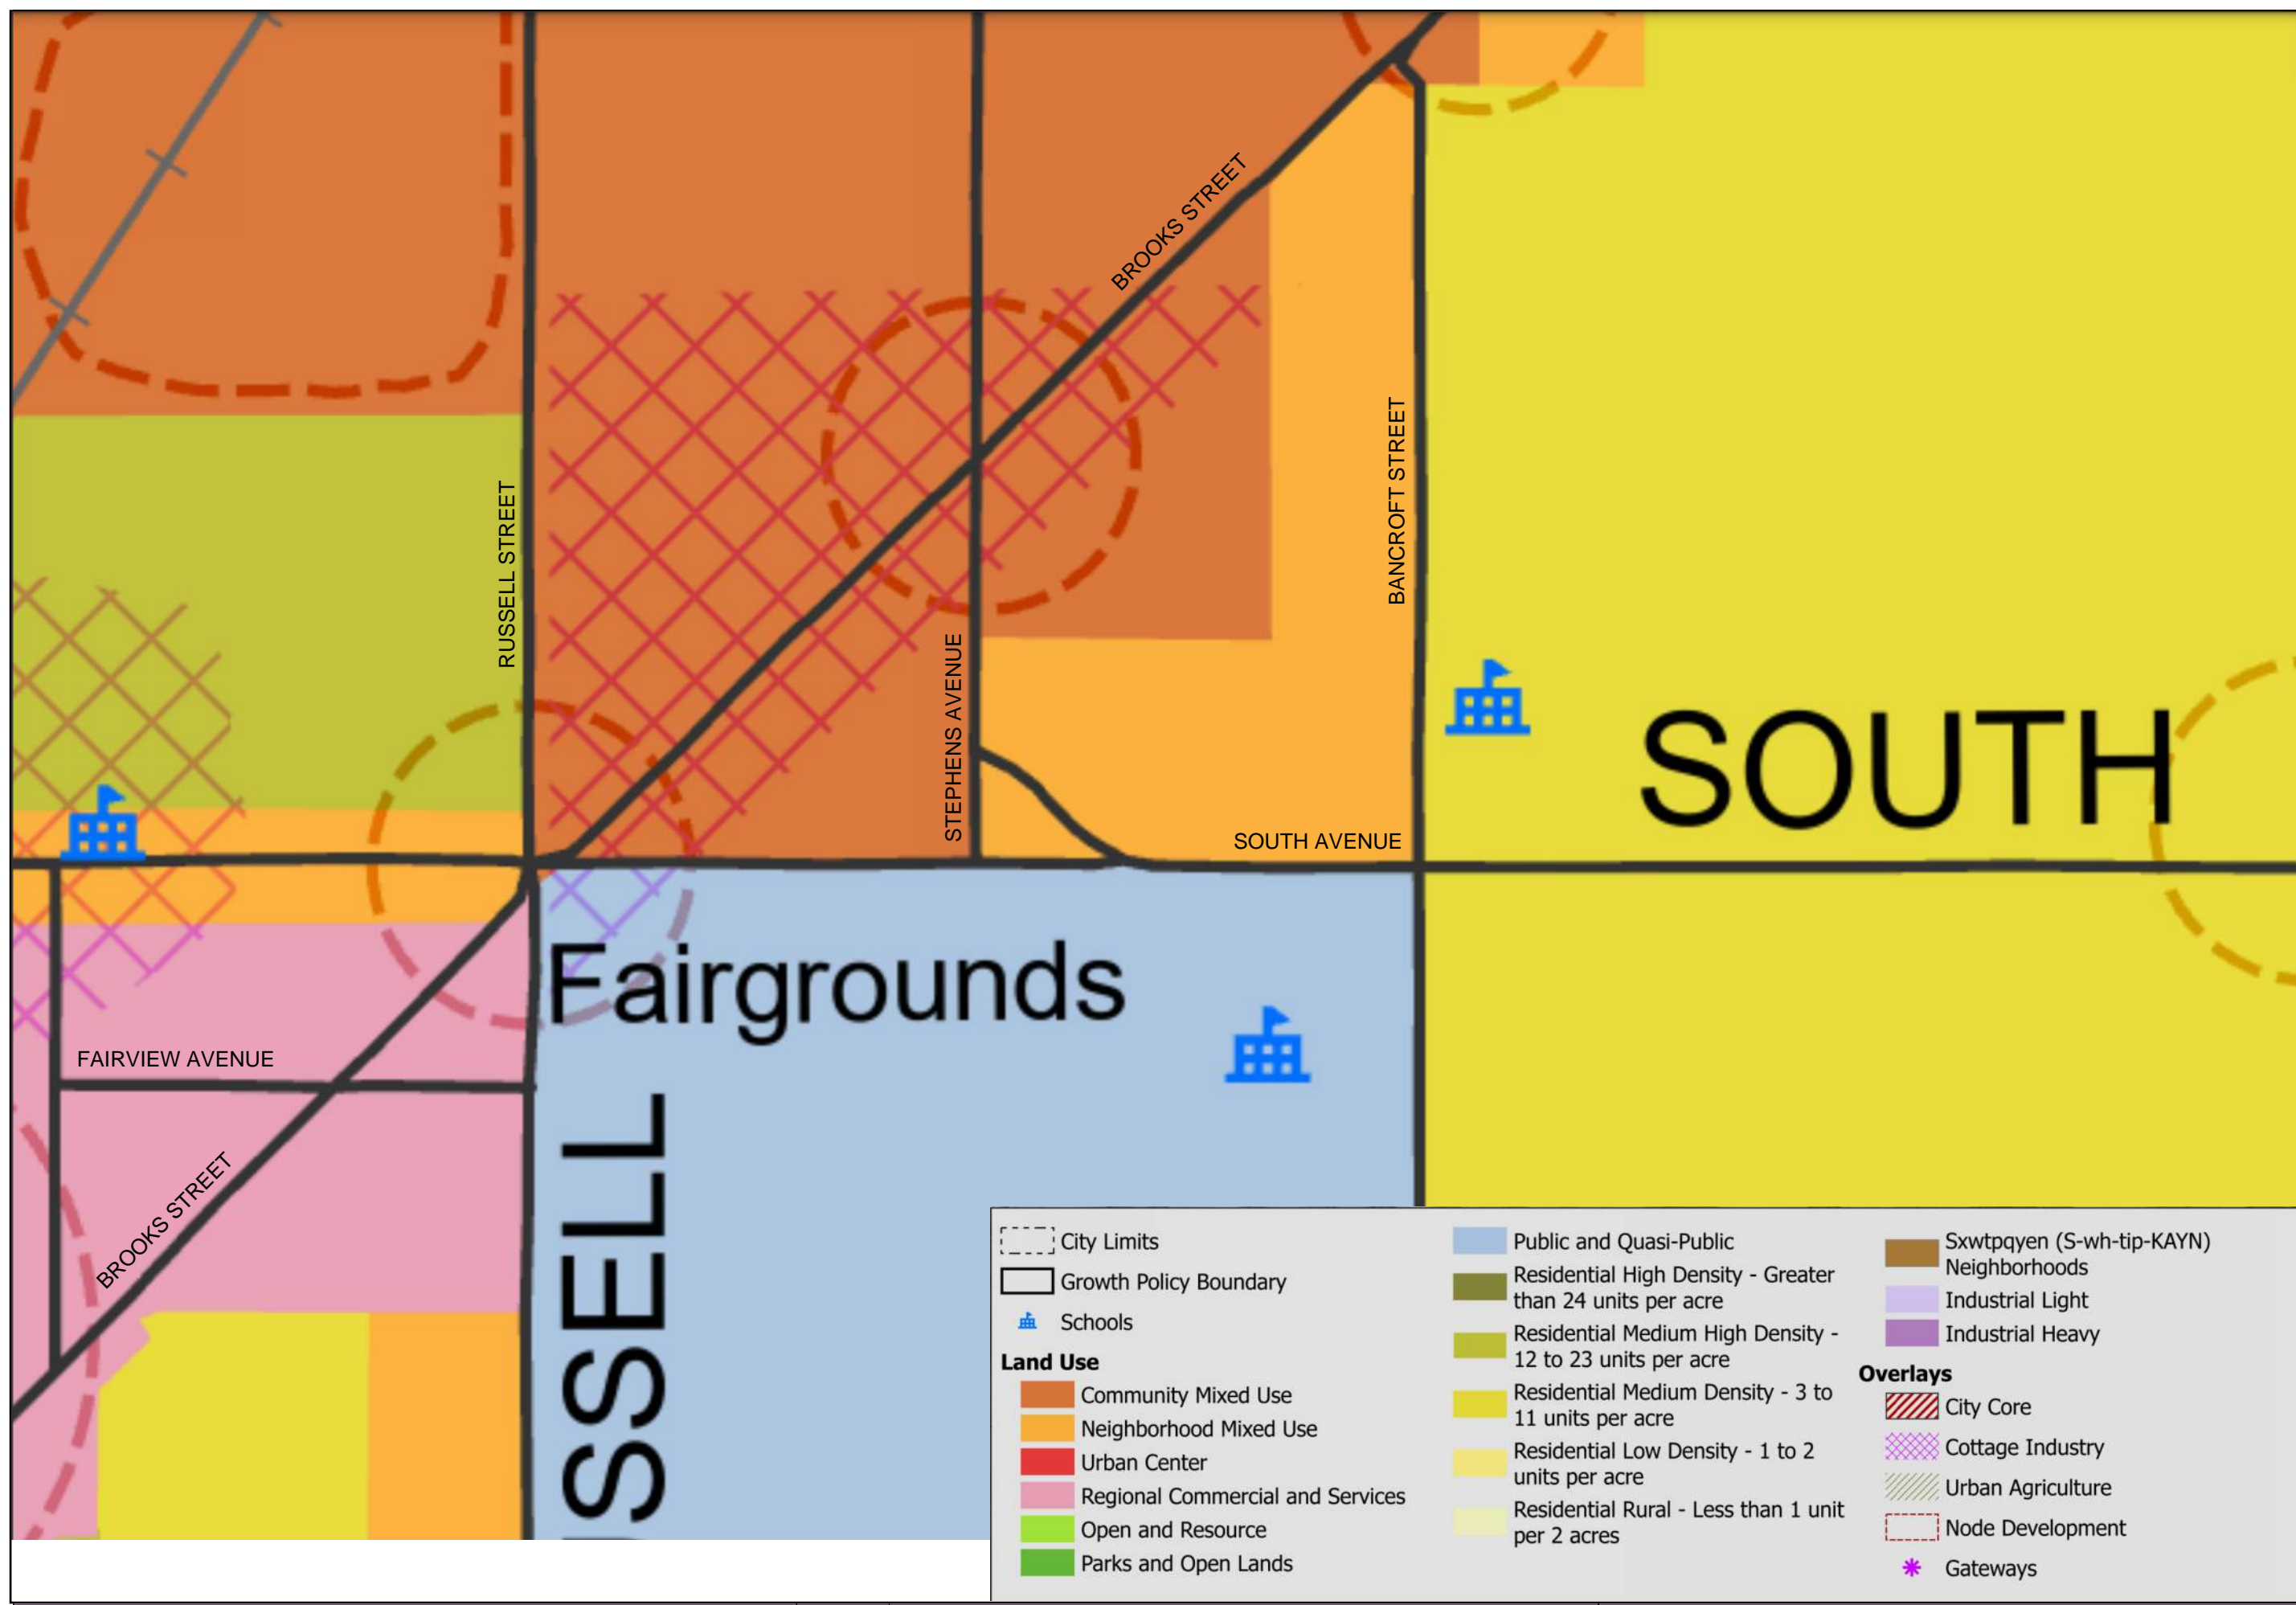 BROOKS STREET
RUSSELL STREET
BANCROFT STREET
STEPHENS AVENUE
SOUTH
SOUTH AVENUE
Fairgrounds
FAIRVIEW AVENUE
BROOKS STREET
SSELL
City Limits
Growth Policy Boundary
Schools
Land Use
Community Mixed Use
Neighborhood Mixed Use
Urban Center
Regional Commercial and Services
Open and Resource
Parks and Open Lands
Public and Quasi-Public
Residential High Density - Greater
than 24 units per acre
Residential Medium High Density -
12 to 23 units per acre
Residential Medium Density - 3 to
11 units per acre
Residential Low Density - 1 to 2
units per acre
Residential Rural - Less than 1 unit
per 2 acres
Sxwtpqyen (S-wh-tip-KAYN)
Neighborhoods
Industrial Light
Industrial Heavy
Overlays
City Core
Cottage Industry
Urban Agriculture
Node Development
Gateways